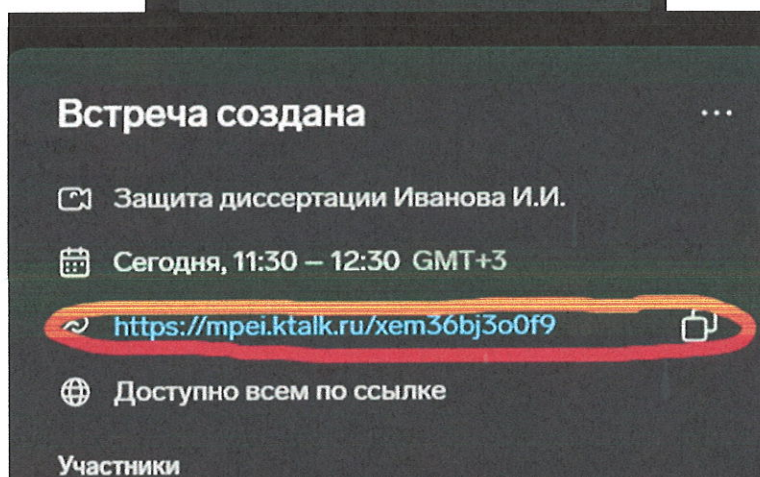 Встреча создана
Защита диссертации Иванова И.И.
Сегодня, 11:30 – 12:30 GMT+3
https://mpei.ktalk.ru/xem36bj3o0f9
Доступно всем по ссылке
Участники